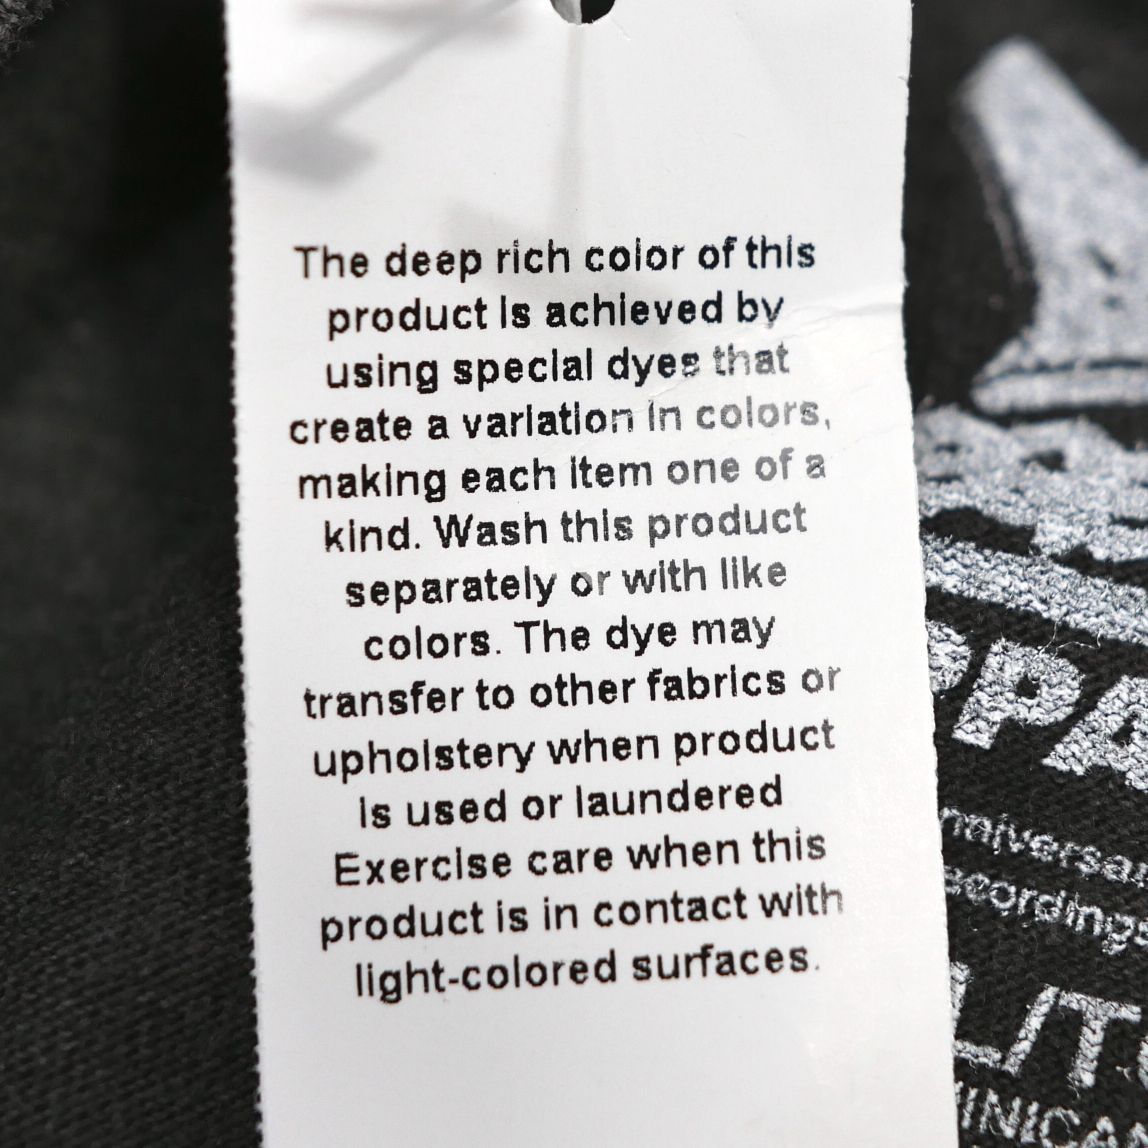 The deep rich color of this
product is achieved by
using special dyes that
create a variation in colors,
making each item one of a
kind. Wash this product
separately or with like
colors. The dye may
transfer to other fabrics or
upholstery when product
is used or laundered
Exercise care when this
product is in contact with
light-colored surfaces.